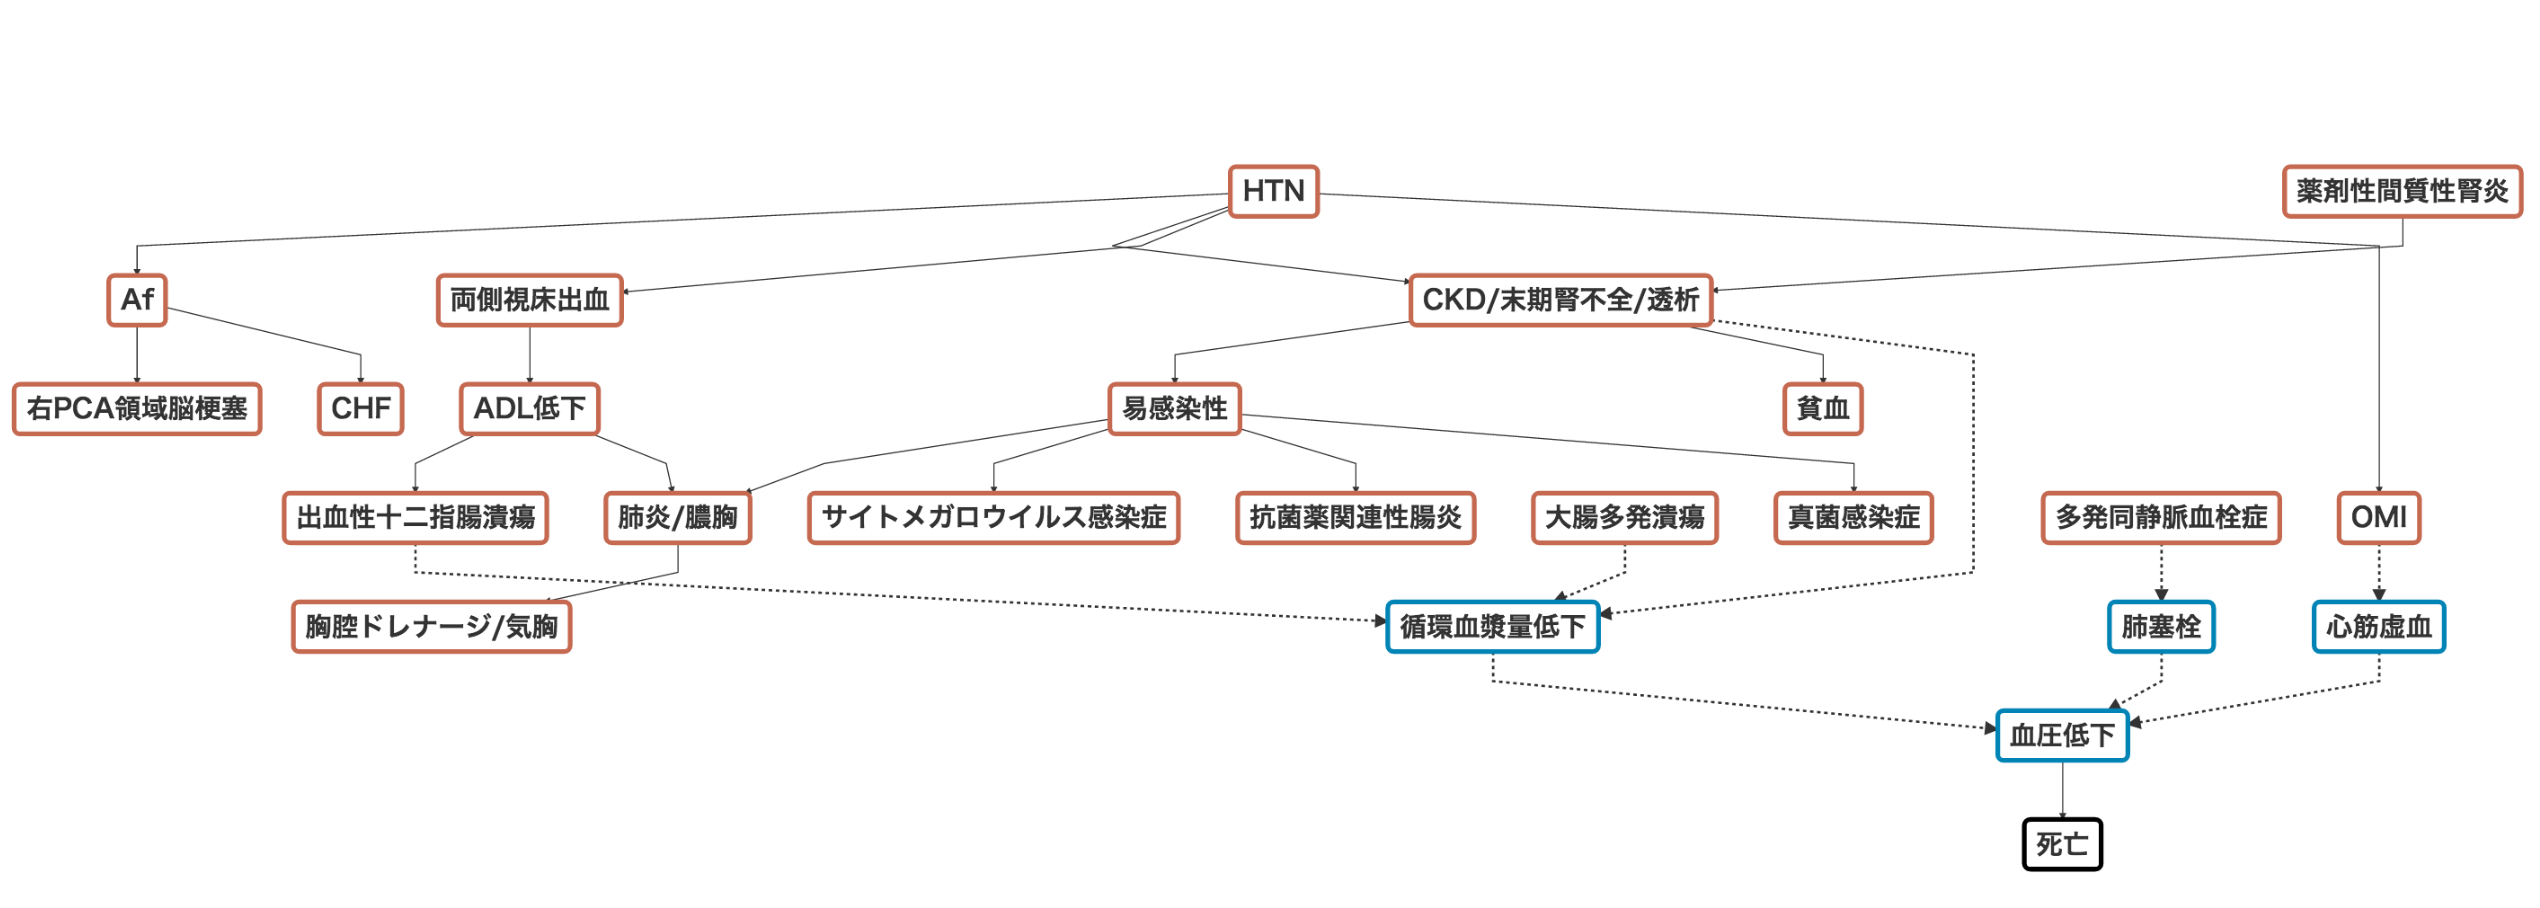 HTN
薬剤性間質性腎炎
Af
両側視床出血
CKD/末期腎不全/透析
右PCA領域脳梗塞
CHF
ADL低下
易感染性
貧血
出血性十二指腸潰瘍
肺炎/膿胸
サイトメガロウイルス感染症
抗菌薬関連性腸炎
大腸多発潰瘍
真菌感染症
多発同静脈血栓症
OMI
胸腔ドレナージ/気胸
循環血漿量低下
肺塞栓
心筋虚血
血圧低下
死亡